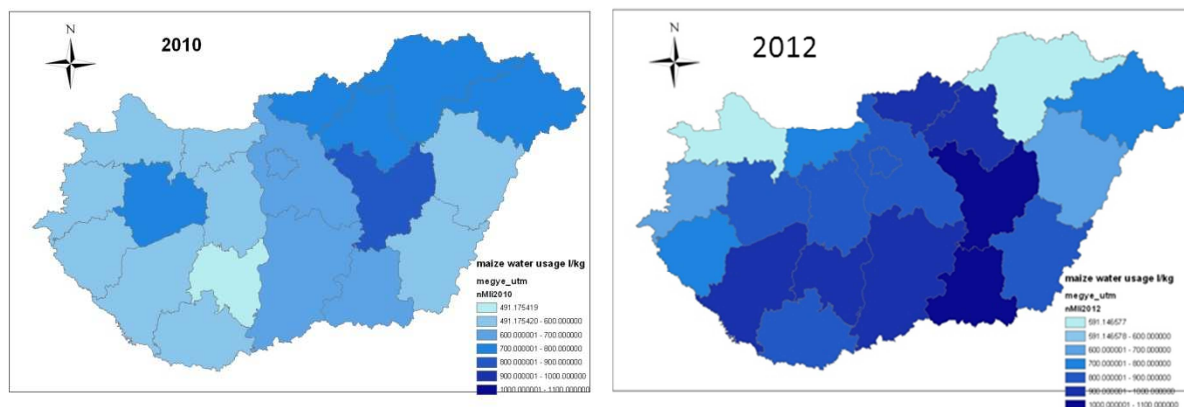 N
2010
maize water usage l/kg
megye_utm
nMli2010
491.175419
491.175420 - 600.000000
600.000001 - 700.000000
700.000001 - 800.000000
800.000001 - 900.000000
900.000001 - 1000.000000
1000.000001 - 1100.000000
N
2012
maize water usage l/kg
megye_utm
nMli2012
591.146577
591.146578 - 600.000000
600.000001 - 700.000000
700.000001 - 800.000000
800.000001 - 900.000000
900.000001 - 1000.000000
1000.000001 - 1100.000000